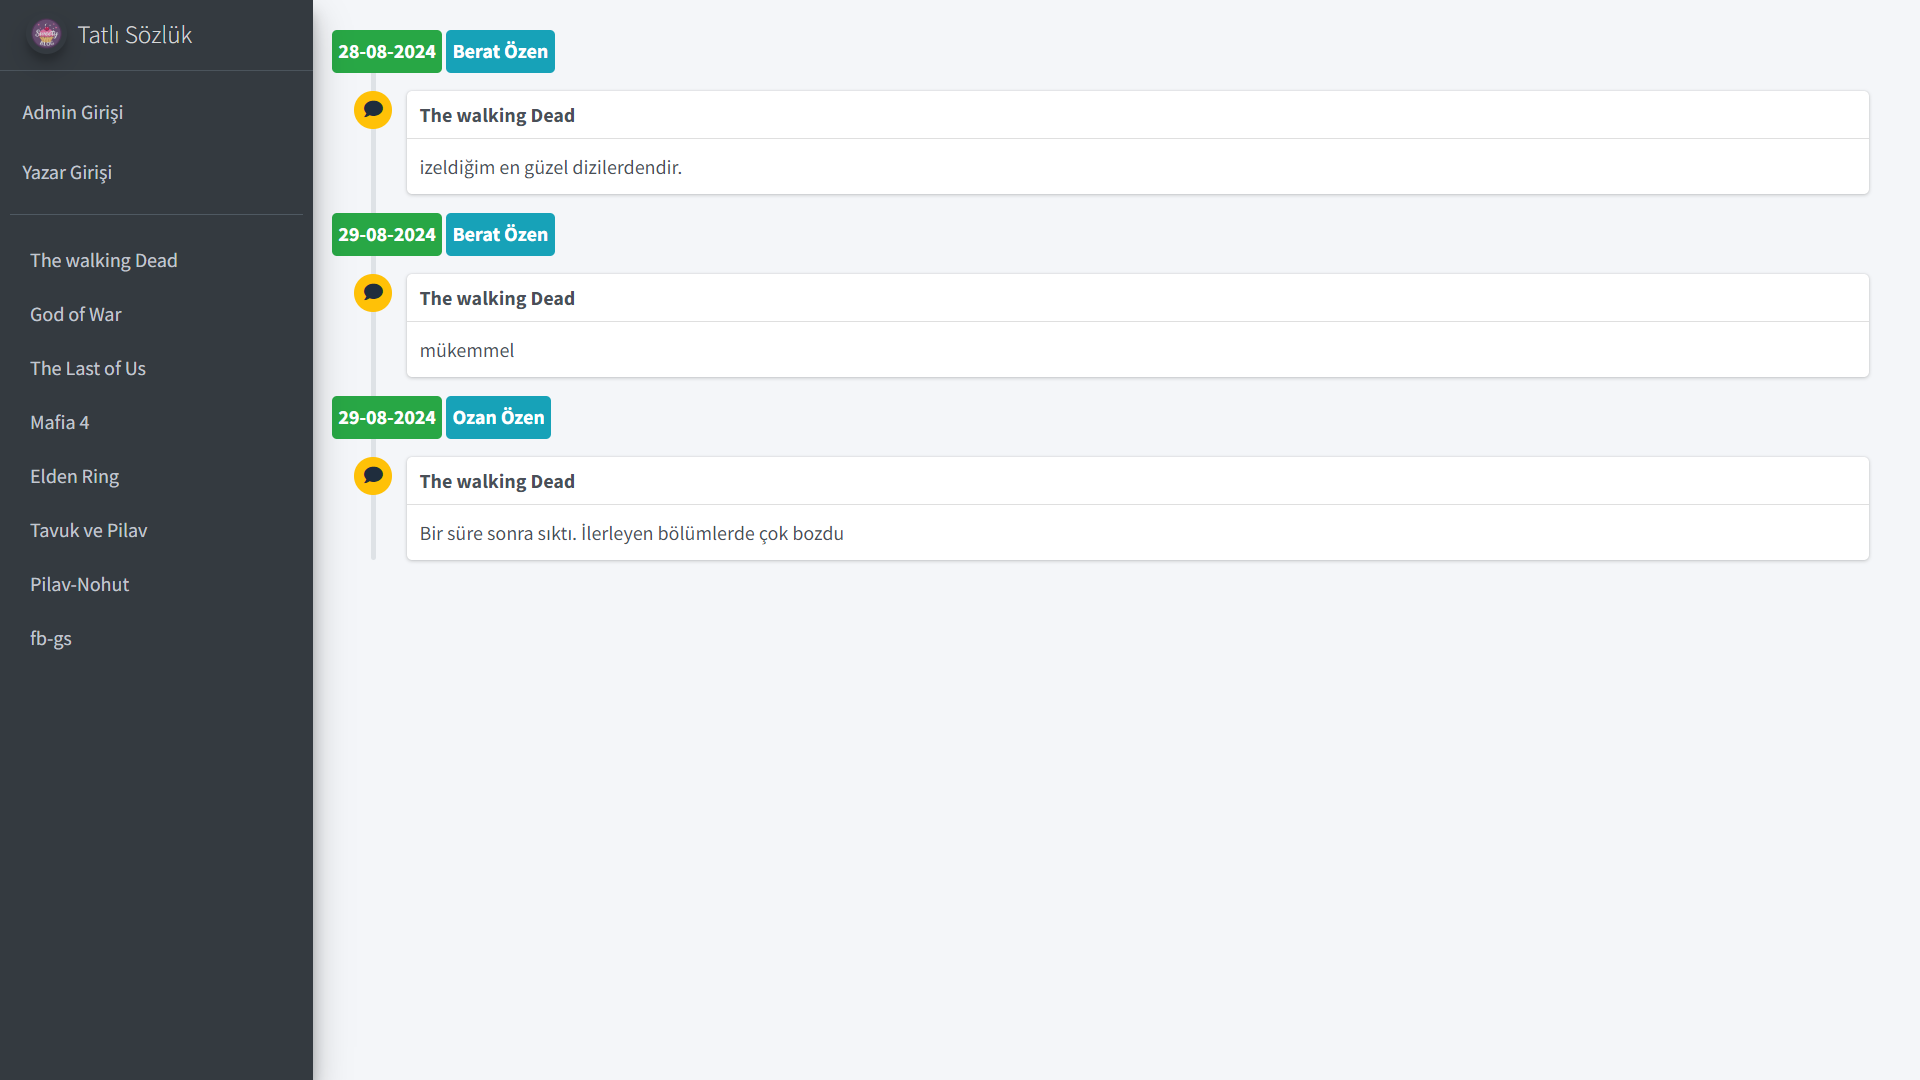 Tatlı Sözlük
Admin Girişi
Yazar Girişi
The walking Dead
God of War
The Last of Us
Mafia 4
Elden Ring
Tavuk ve Pilav
Pilav-Nohut
fb-gs
28-08-2024 Berat Özen
The walking Dead
izeldiğim en güzel dizilerdendir.
29-08-2024 Berat Özen
The walking Dead
mükemmel
29-08-2024 Ozan Özen
The walking Dead
Bir süre sonra sıktı. İlerleyen bölümlerde çok bozdu